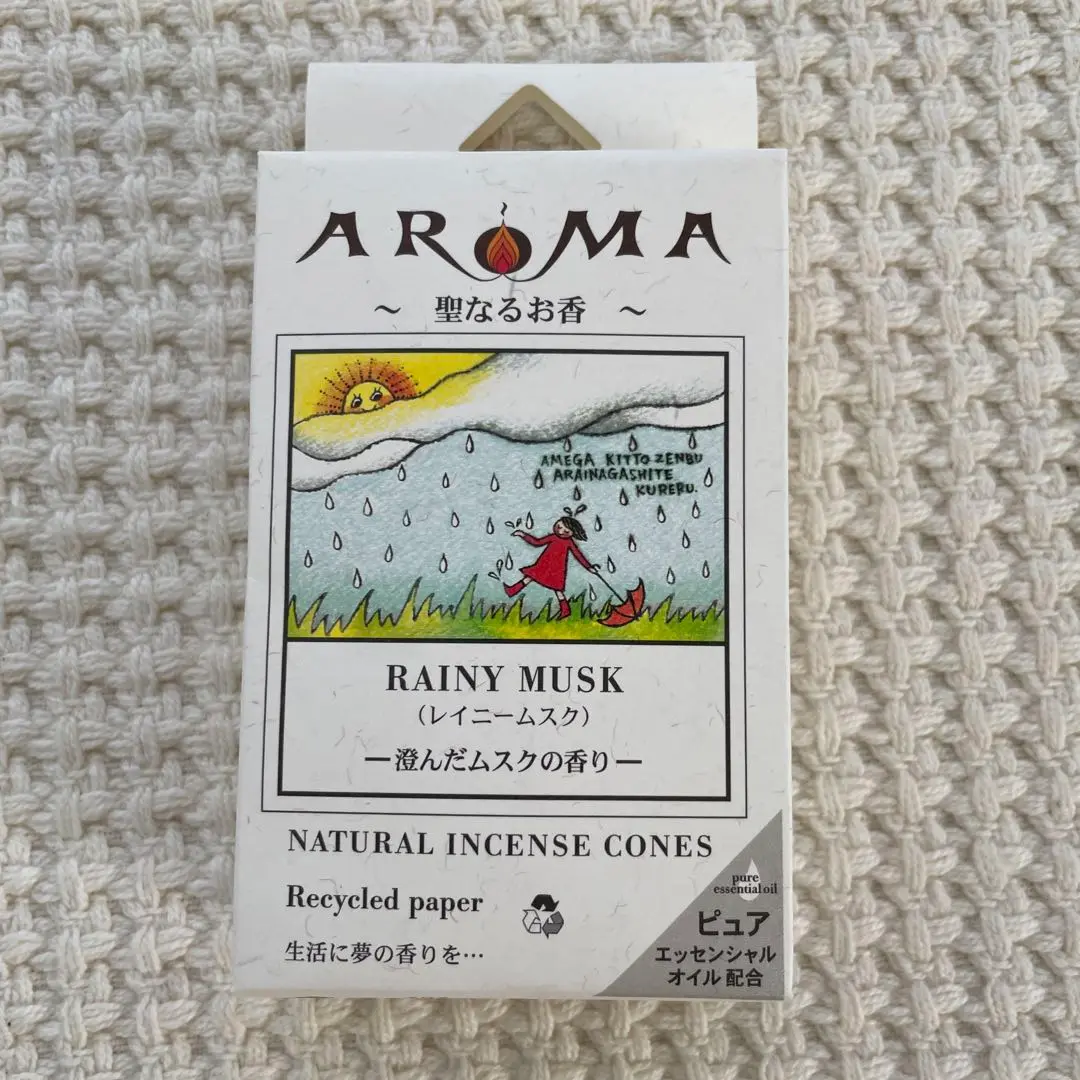 AROMA
～ 聖なるお香 ～
AMEGA KITTO ZENBU
ARAINAGASHITE
KURERU.
RAINY MUSK
（レイニームスク）
ー澄んだムスクの香りー
NATURAL INCENSE CONES
Recycled paper
生活に夢の香りを…
pure
essential oil
ピュア
エッセンシャル
オイル 配合